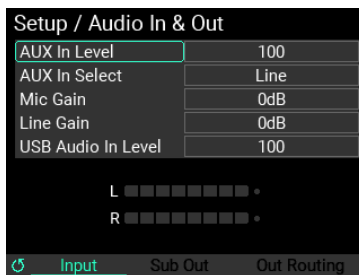 Setup / Audio In & Out
AUX In Level 100
AUX In Select Line
Mic Gain 0dB
Line Gain 0dB
USB Audio In Level 100
L
R
Input Sub Out Out Routing